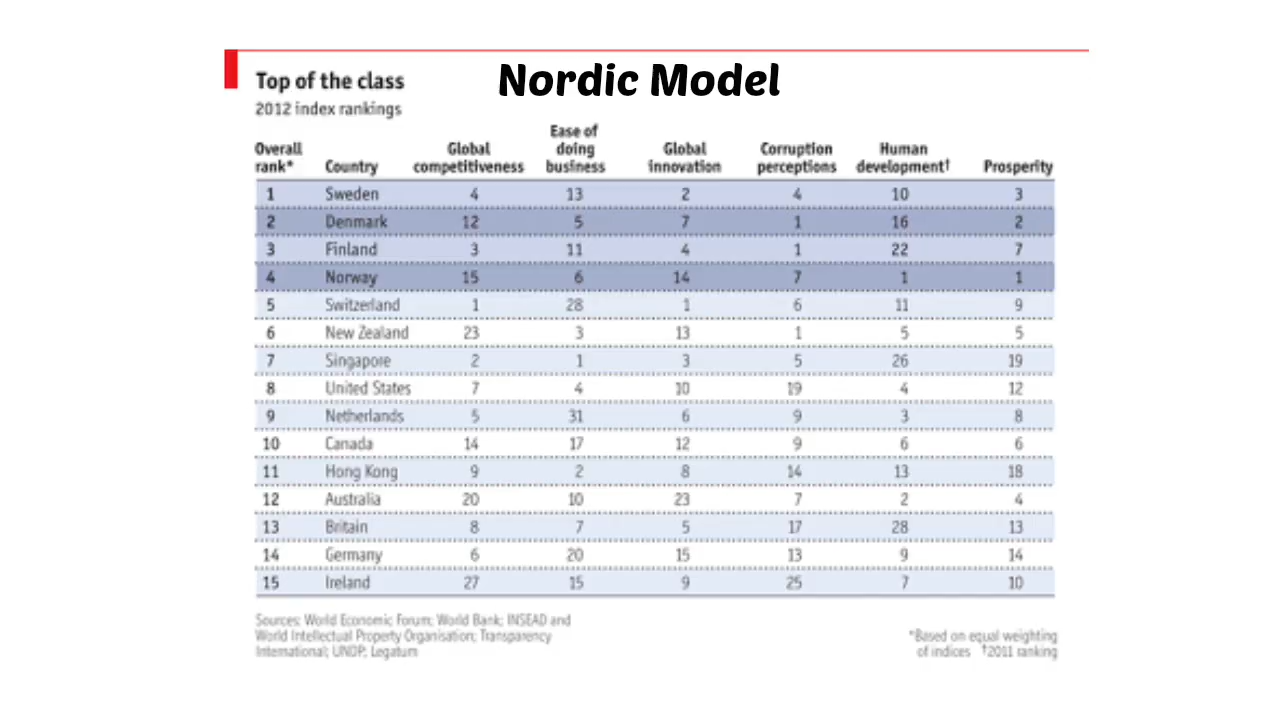 Nordic Model
Top of the class
2012 index rankings
Overall rank* Country Global competitiveness Ease of doing business Global innovation Corruption perceptions Human development† Prosperity
1 Sweden 4 13 2 4 10 3
2 Denmark 12 5 7 1 16 2
3 Finland 3 11 4 1 22 7
4 Norway 15 6 14 7 1 1
5 Switzerland 1 28 1 6 11 9
6 New Zealand 23 3 13 1 5 5
7 Singapore 2 1 3 5 26 19
8 United States 7 4 10 19 4 12
9 Netherlands 5 31 6 9 3 8
10 Canada 14 17 12 9 6 6
11 Hong Kong 9 2 8 14 13 18
12 Australia 20 10 23 7 2 4
13 Britain 8 7 5 17 28 13
14 Germany 6 20 15 13 9 14
15 Ireland 27 15 9 25 7 10
Sources: World Economic Forum; World Bank; INSEAD and
World Intellectual Property Organisation; Transparency
International; UNDP; Legatum
*Based on equal weighting
of indices †2011 ranking